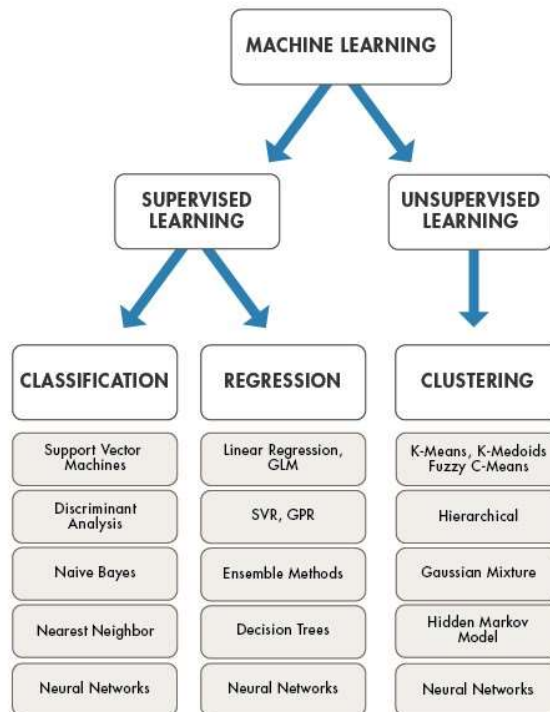 MACHINE LEARNING
SUPERVISED
LEARNING
UNSUPERVISED
LEARNING
CLASSIFICATION
Support Vector
Machines
Discriminant
Analysis
Naive Bayes
Nearest Neighbor
Neural Networks
REGRESSION
Linear Regression,
GLM
SVR, GPR
Ensemble Methods
Decision Trees
Neural Networks
CLUSTERING
K-Means, K-Medoids
Fuzzy C-Means
Hierarchical
Gaussian Mixture
Hidden Markov
Model
Neural Networks